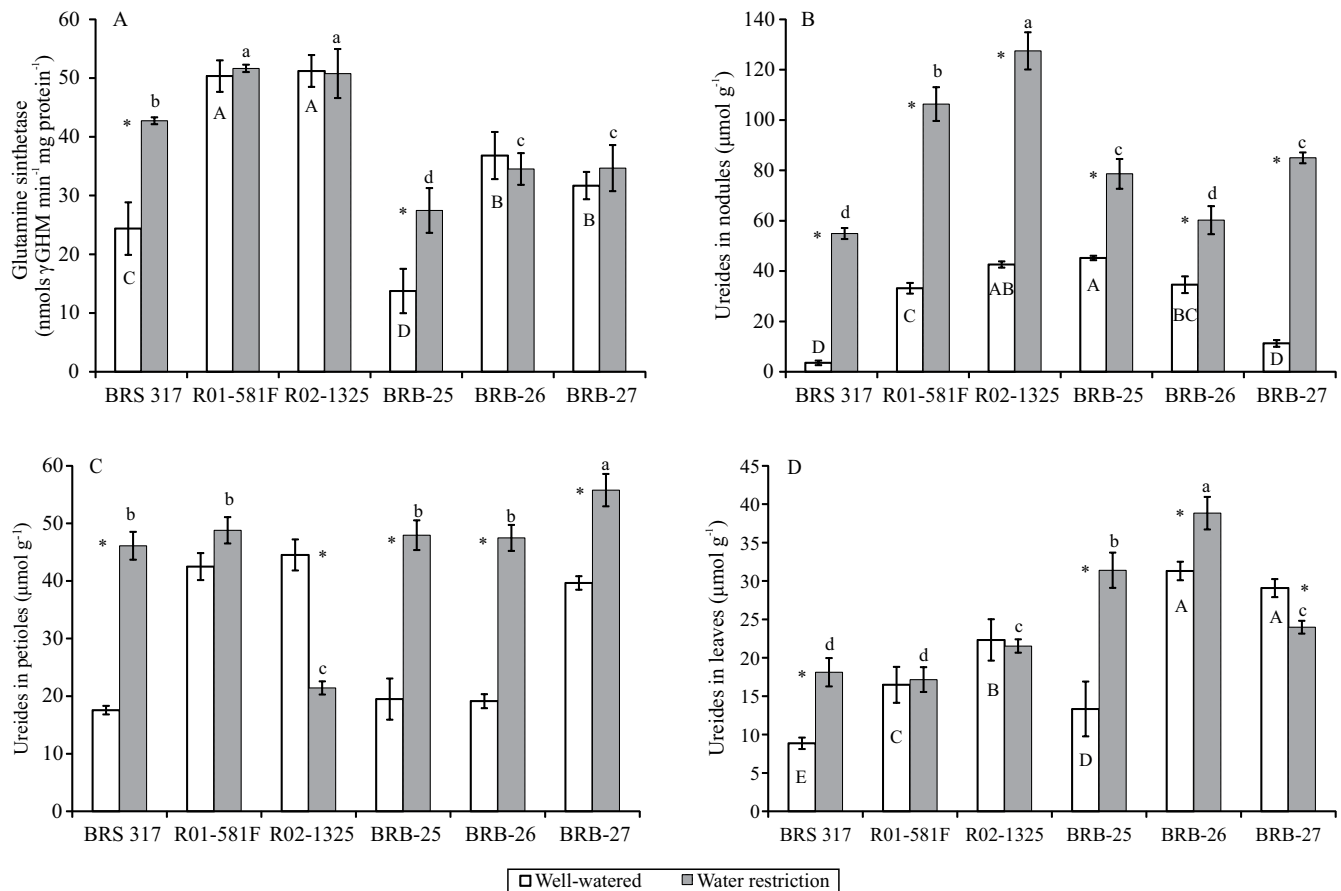 A
Glutamine sinthetase
(nmols γ GHM min⁻¹ mg protein⁻¹)
60
50
40
30
20
10
0
* b
a
a
* d
c
c
C
A
A
D
B
B
BRS 317 R01-581F R02-1325 BRB-25 BRB-26 BRB-27
B
Ureides in nodules (µmol g⁻¹)
140
120
100
80
60
40
20
0
* d
* b
* a
* c
* d
* c
D
C
AB
A
BC
D
BRS 317 R01-581F R02-1325 BRB-25 BRB-26 BRB-27
C
Ureides in petioles (µmol g⁻¹)
60
50
40
30
20
10
0
* b
b
* c
* b
* b
* a
BRS 317 R01-581F R02-1325 BRB-25 BRB-26 BRB-27
D
Ureides in leaves (µmol g⁻¹)
45
40
35
30
25
20
15
10
5
0
* d
d
c
* b
* a
* c
E
C
B
D
A
A
BRS 317 R01-581F R02-1325 BRB-25 BRB-26 BRB-27
Well-watered Water restriction